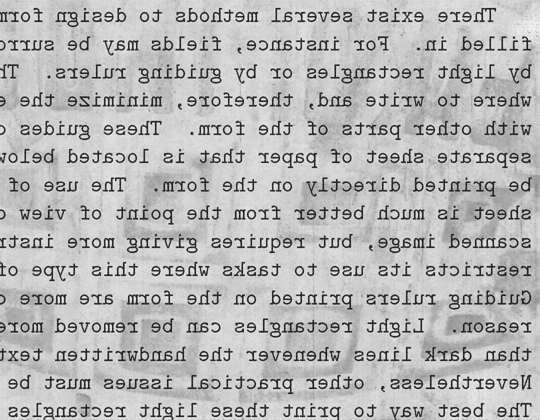 There exist several methods to design form
filled in. For instance, fields may be surro
by light rectangles or by guiding rulers. Th
where to write and, therefore, minimize the e
with other parts of the form. These guides c
separate sheet of paper that is located below
be printed directly on the form. The use of
sheet is much better from the point of view o
scanned image, but requires giving more instr
restricts its use to tasks where this type of
Guiding rulers printed on the form are more c
reason. Light rectangles can be removed more
than dark lines whenever the handwritten text
Nevertheless, other practical issues must be
The best way to print these light rectangles